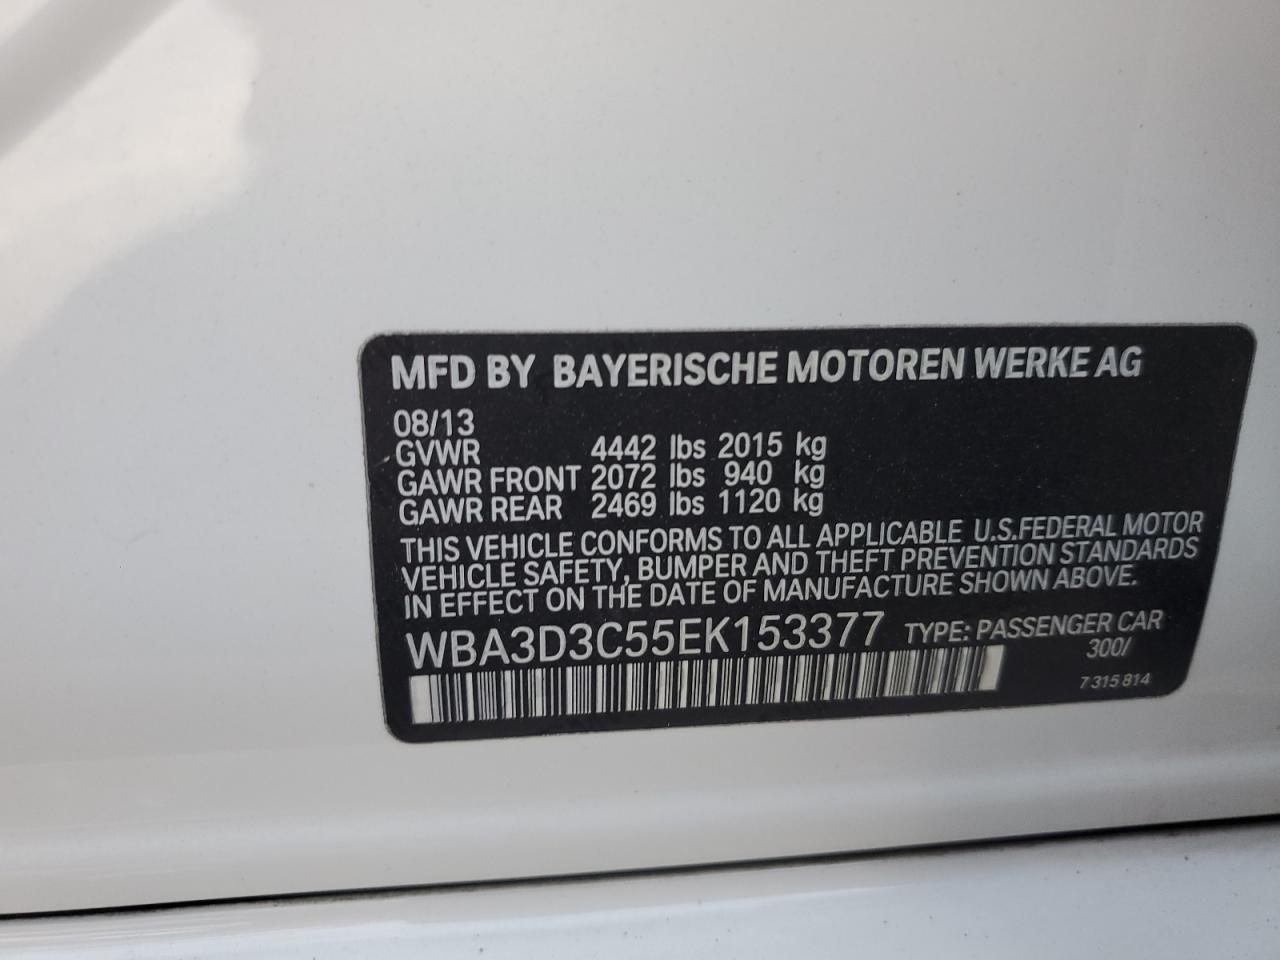 MFD BY BAYERISCHE MOTOREN WERKE AG
08/13
GVWR 4442 lbs 2015 kg
GAWR FRONT 2072 lbs 940 kg
GAWR REAR 2469 lbs 1120 kg
THIS VEHICLE CONFORMS TO ALL APPLICABLE U.S.FEDERAL MOTOR
VEHICLE SAFETY, BUMPER AND THEFT PREVENTION STANDARDS
IN EFFECT ON THE DATE OF MANUFACTURE SHOWN ABOVE.
WBA3D3C55EK153377 TYPE: PASSENGER CAR
300/
7 315 814